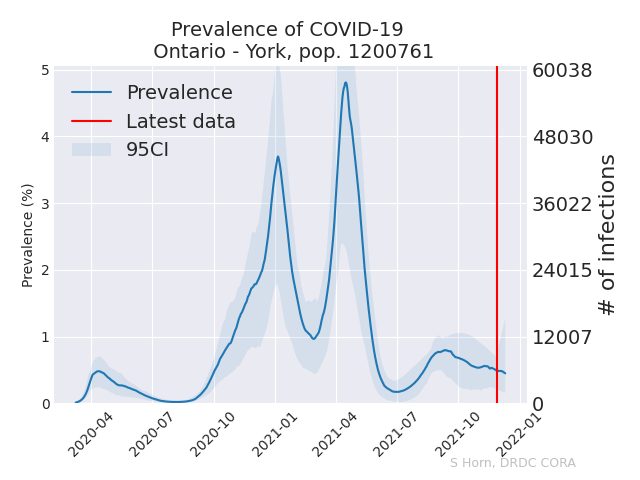 Prevalence of COVID-19
Ontario - York, pop. 1200761
Prevalence
Latest data
95CI
Prevalence (%)
5
4
3
2
1
0
60038
48030
36022
24015
12007
0
# of infections
2020-04
2020-07
2020-10
2021-01
2021-04
2021-07
2021-10
2022-01
S Horn, DRDC CORA